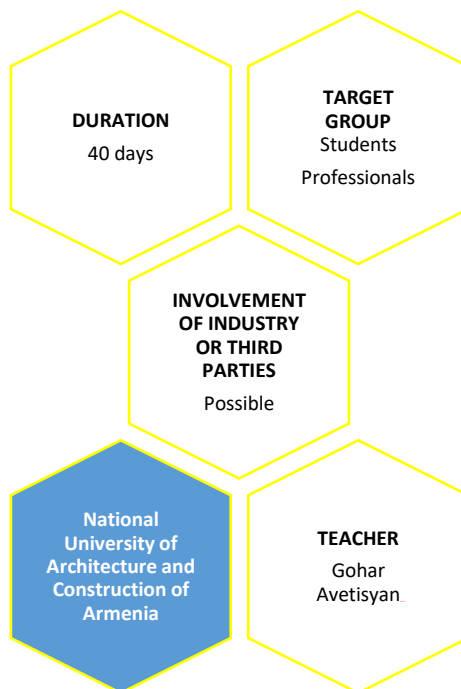 DURATION
40 days
TARGET
GROUP
Students
Professionals
INVOLVEMENT
OF INDUSTRY
OR THIRD
PARTIES
Possible
National
University of
Architecture and
Construction of
Armenia
TEACHER
Gohar
Avetisyan